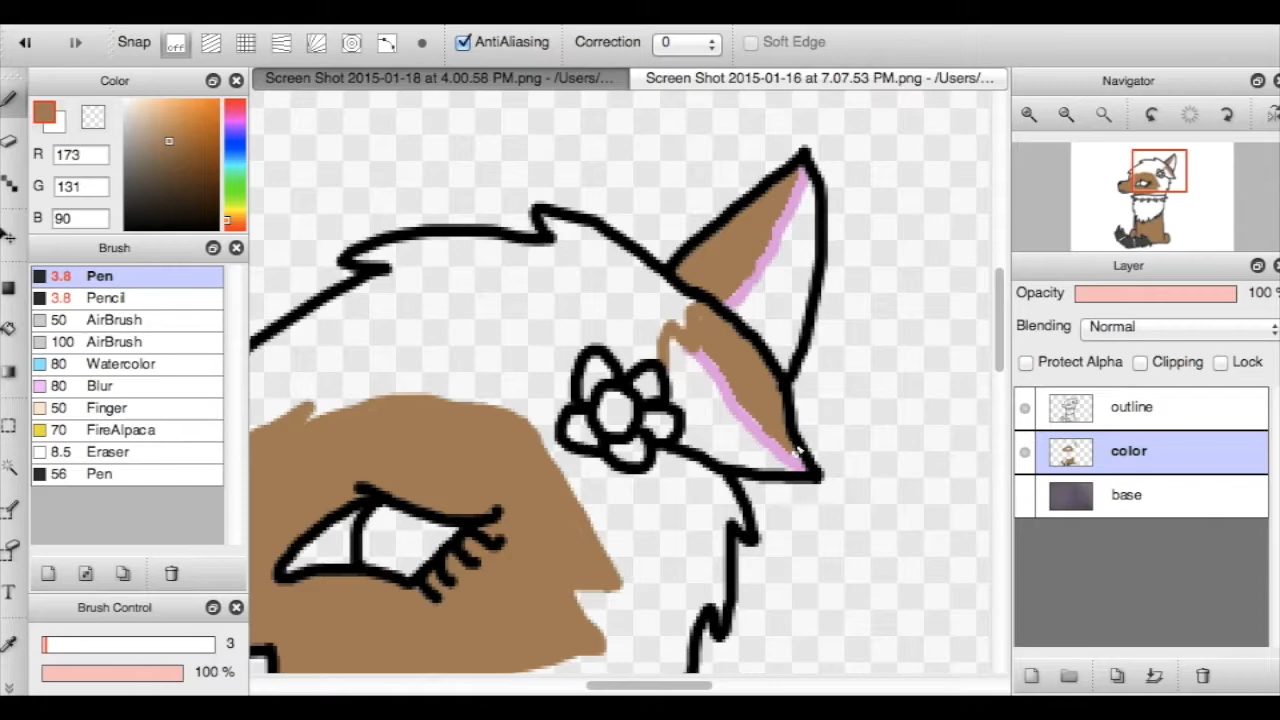 Snap off AntiAliasing Correction 0 Soft Edge
Color
Screen Shot 2015-01-18 at 4.00.58 PM.png - /Users/...
Screen Shot 2015-01-16 at 7.07.53 PM.png - /Users/...
Navigator
R 173
G 131
B 90
Brush
3.8 Pen
3.8 Pencil
50 AirBrush
100 AirBrush
80 Watercolor
80 Blur
50 Finger
70 FireAlpaca
8.5 Eraser
56 Pen
Brush Control
3
100 %
Layer
Opacity 100 %
Blending Normal
Protect Alpha Clipping Lock
outline
color
base
T